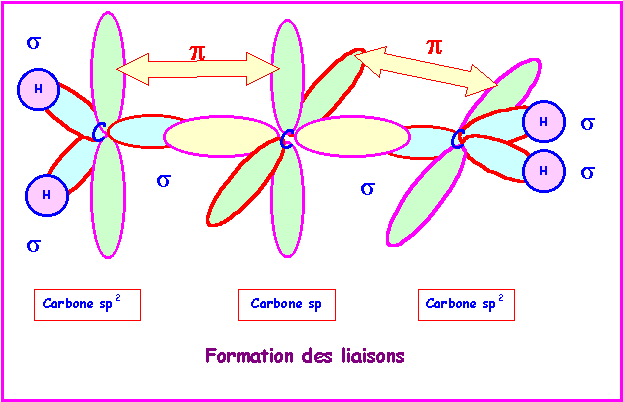 σ
π
π
H
C
C
C
H
σ
H
σ
H
σ
σ
σ
Carbone sp²
Carbone sp
Carbone sp²
Formation des liaisons